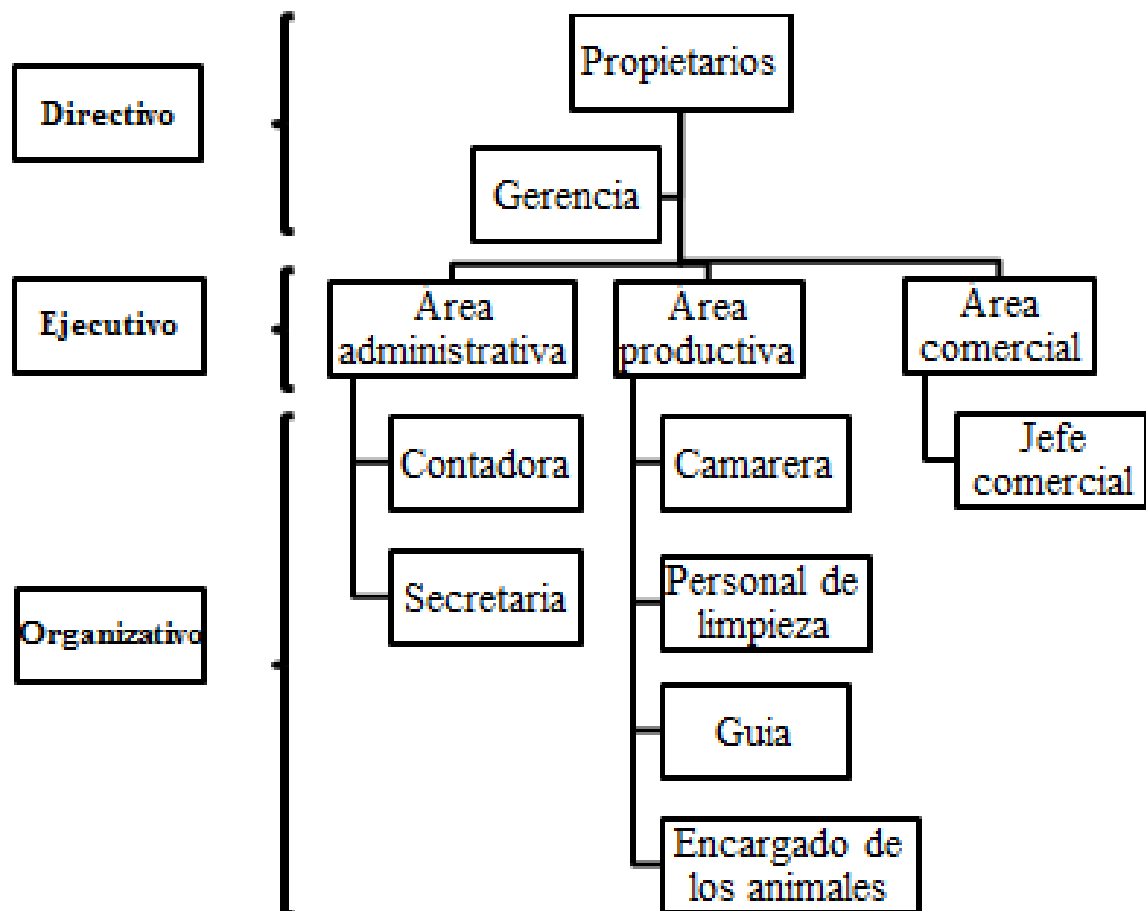 Propietarios
Directivo
Gerencia
Ejecutivo
Area
administrativa
Area
productiva
Area
comercial
Contadora
Camarera
Jefe
comercial
Secretaria
Personal de
limpieza
Organizativo
Guia
Encargado de
los animales